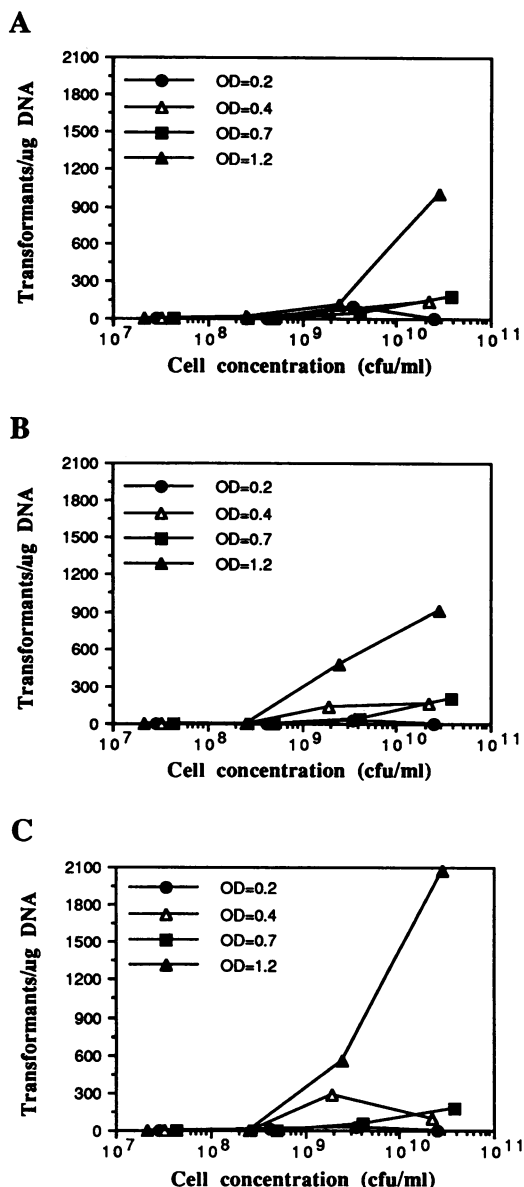 A
Transformants/ug DNA
2100
1800
1500
1200
900
600
300
0
OD=0.2
OD=0.4
OD=0.7
OD=1.2
10^7 10^8 10^9 10^10 10^11
Cell concentration (cfu/ml)
B
Transformants/ug DNA
2100
1800
1500
1200
900
600
300
0
OD=0.2
OD=0.4
OD=0.7
OD=1.2
10^7 10^8 10^9 10^10 10^11
Cell concentration (cfu/ml)
C
Transformants/ug DNA
2100
1800
1500
1200
900
600
300
0
OD=0.2
OD=0.4
OD=0.7
OD=1.2
10^7 10^8 10^9 10^10 10^11
Cell concentration (cfu/ml)